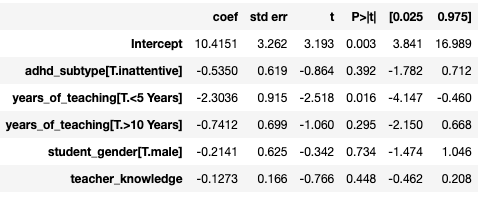 coef std err t P>|t| [0.025 0.975]
Intercept 10.4151 3.262 3.193 0.003 3.841 16.989
adhd_subtype[T.inattentive] -0.5350 0.619 -0.864 0.392 -1.782 0.712
years_of_teaching[T.<5 Years] -2.3036 0.915 -2.518 0.016 -4.147 -0.460
years_of_teaching[T.>10 Years] -0.7412 0.699 -1.060 0.295 -2.150 0.668
student_gender[T.male] -0.2141 0.625 -0.342 0.734 -1.474 1.046
teacher_knowledge -0.1273 0.166 -0.766 0.448 -0.462 0.208